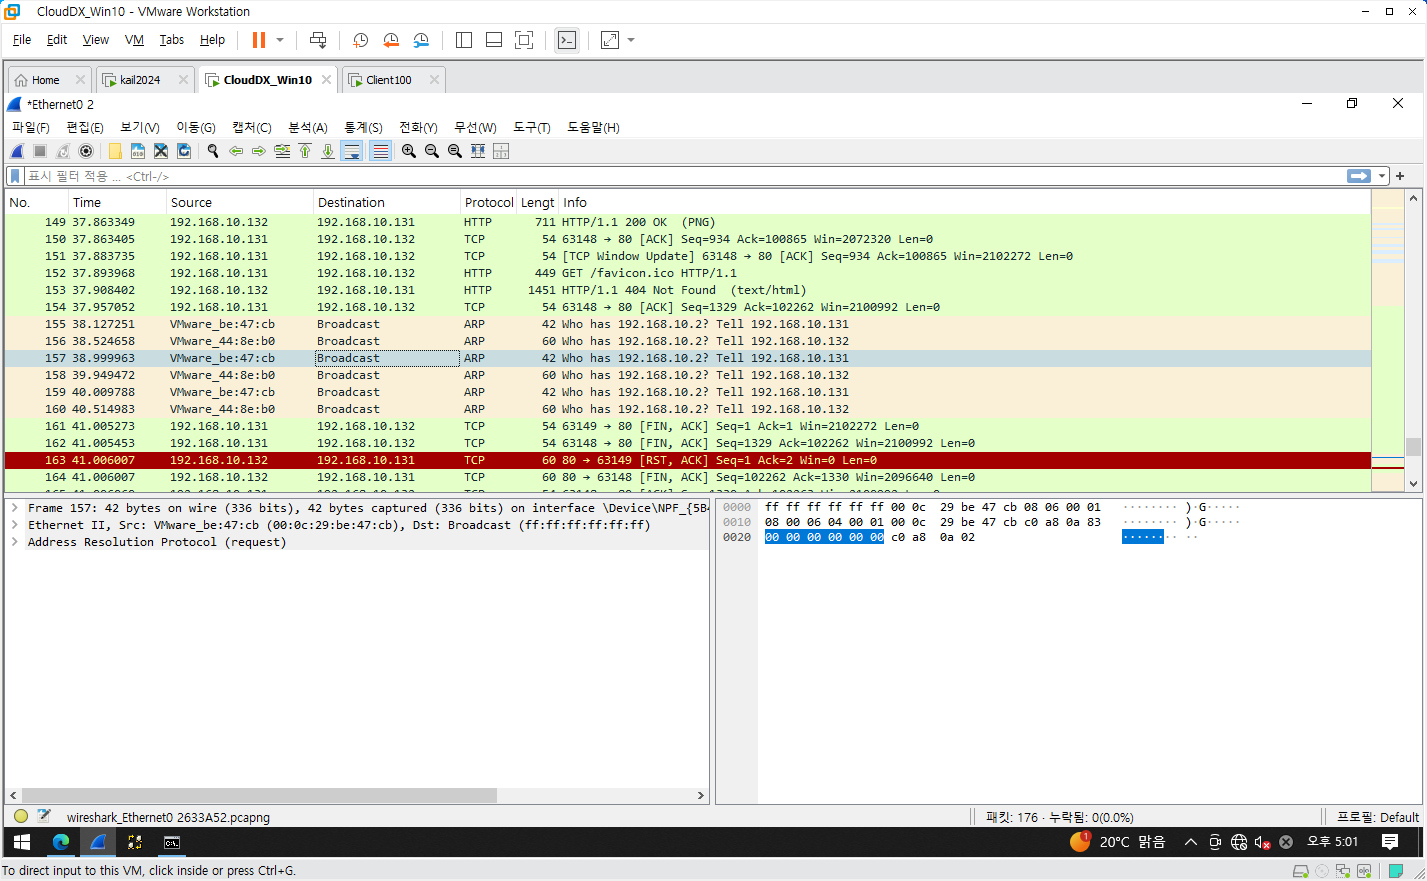 CloudDX_Win10 - VMware Workstation
File Edit View VM Tabs Help
Home kail2024 CloudDX_Win10 Client100
*Ethernet0 2
파일(F) 편집(E) 보기(V) 이동(G) 캡처(C) 분석(A) 통계(S) 전화(Y) 무선(W) 도구(T) 도움말(H)
표시 필터 적용 ... <Ctrl-/>
No. Time Source Destination Protocol Lengt Info
149 37.863349 192.168.10.132 192.168.10.131 HTTP 711 HTTP/1.1 200 OK (PNG)
150 37.863405 192.168.10.131 192.168.10.132 TCP 54 63148 → 80 [ACK] Seq=934 Ack=100865 Win=2072320 Len=0
151 37.883735 192.168.10.131 192.168.10.132 TCP 54 [TCP Window Update] 63148 → 80 [ACK] Seq=934 Ack=100865 Win=2102272 Len=0
152 37.893968 192.168.10.131 192.168.10.132 HTTP 449 GET /favicon.ico HTTP/1.1
153 37.908402 192.168.10.132 192.168.10.131 HTTP 1451 HTTP/1.1 404 Not Found (text/html)
154 37.957052 192.168.10.131 192.168.10.132 TCP 54 63148 → 80 [ACK] Seq=1329 Ack=102262 Win=2100992 Len=0
155 38.127251 VMware_be:47:cb Broadcast ARP 42 Who has 192.168.10.2? Tell 192.168.10.131
156 38.524658 VMware_44:8e:b0 Broadcast ARP 60 Who has 192.168.10.2? Tell 192.168.10.132
157 38.999963 VMware_be:47:cb Broadcast ARP 42 Who has 192.168.10.2? Tell 192.168.10.131
158 39.949472 VMware_44:8e:b0 Broadcast ARP 60 Who has 192.168.10.2? Tell 192.168.10.132
159 40.009788 VMware_be:47:cb Broadcast ARP 42 Who has 192.168.10.2? Tell 192.168.10.131
160 40.514983 VMware_44:8e:b0 Broadcast ARP 60 Who has 192.168.10.2? Tell 192.168.10.132
161 41.005273 192.168.10.131 192.168.10.132 TCP 54 63149 → 80 [FIN, ACK] Seq=1 Ack=1 Win=2102272 Len=0
162 41.005453 192.168.10.131 192.168.10.132 TCP 54 63148 → 80 [FIN, ACK] Seq=1329 Ack=102262 Win=2100992 Len=0
163 41.006007 192.168.10.132 192.168.10.131 TCP 60 80 → 63149 [RST, ACK] Seq=1 Ack=2 Win=0 Len=0
164 41.006007 192.168.10.132 192.168.10.131 TCP 60 80 → 63148 [FIN, ACK] Seq=102262 Ack=1330 Win=2096640 Len=0
Frame 157: 42 bytes on wire (336 bits), 42 bytes captured (336 bits) on interface \Device\NPF_{5B4
Ethernet II, Src: VMware_be:47:cb (00:0c:29:be:47:cb), Dst: Broadcast (ff:ff:ff:ff:ff:ff)
Address Resolution Protocol (request)
0000 ff ff ff ff ff ff 00 0c 29 be 47 cb 08 06 00 01 ········ )·G·····
0010 08 00 06 04 00 01 00 0c 29 be 47 cb c0 a8 0a 83 ········ )·G·····
0020 00 00 00 00 00 00 c0 a8 0a 02 ········ ··
wireshark_Ethernet0 2633A52.pcapng
패킷: 176 · 누락됨: 0(0.0%)
프로필: Default
1 20°C 맑음 오후 5:01
To direct input to this VM, click inside or press Ctrl+G.